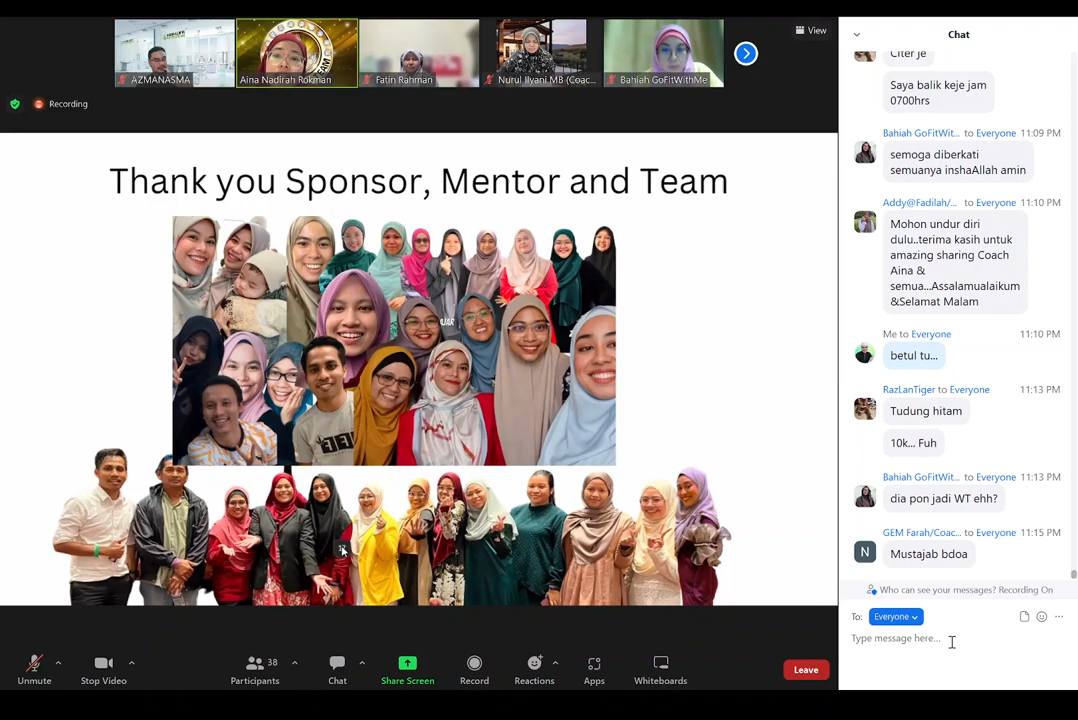 AZMANASMA
Aina Nadirah Rokman
Fatin Rahman
Nurul Ilyani MB (Coac...
Bahiah GoFitWithMe
View
Recording
Thank you Sponsor, Mentor and Team
Unmute
Stop Video
38
Participants
Chat
Share Screen
Record
Reactions
Apps
Whiteboards
Leave
Chat
Citer je
Saya balik keje jam
0700hrs
Bahiah GoFitWit... to Everyone 11:09 PM
semoga diberkati
semuanya inshaAllah amin
Addy@Fadilah/... to Everyone 11:10 PM
Mohon undur diri
dulu..terima kasih untuk
amazing sharing Coach
Aina &
semua...Assalamualaikum
&Selamat Malam
Me to Everyone 11:10 PM
betul tu...
RazLanTiger to Everyone 11:13 PM
Tudung hitam
10k... Fuh
Bahiah GoFitWit... to Everyone 11:13 PM
dia pon jadi WT ehh?
GEM Farah/Coac... to Everyone 11:15 PM
N
Mustajab bdoa
Who can see your messages? Recording On
To: Everyone
Type message here...